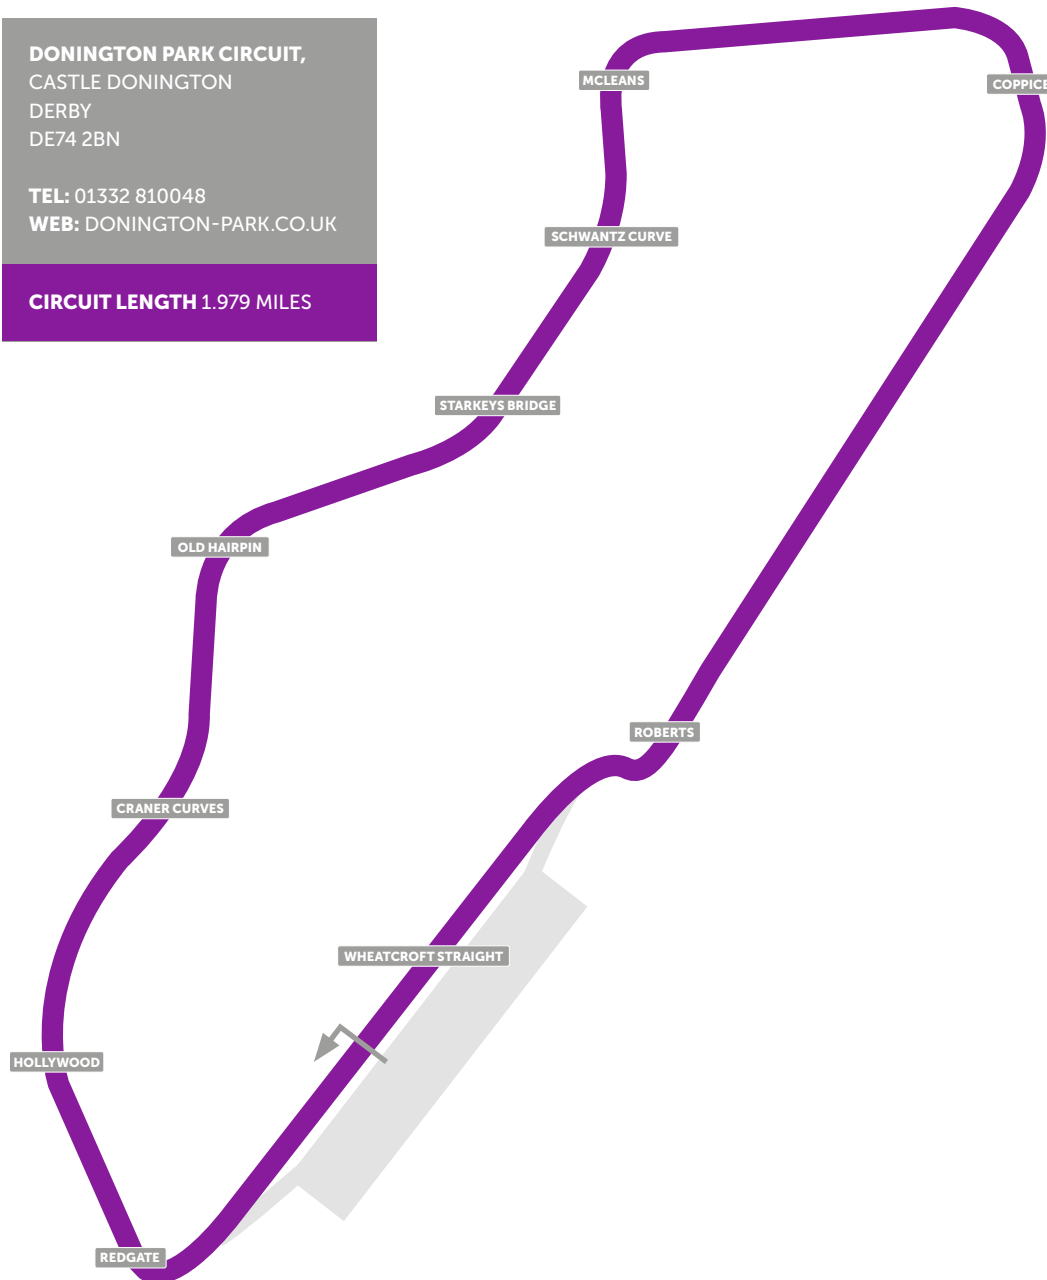 DONINGTON PARK CIRCUIT,
CASTLE DONINGTON
DERBY
DE74 2BN
TEL: 01332 810048
WEB: DONINGTON-PARK.CO.UK
CIRCUIT LENGTH 1.979 MILES
MCLEANS
COPPICE
SCHWANTZ CURVE
STARKEYS BRIDGE
OLD HAIRPIN
ROBERTS
CRANER CURVES
WHEATCROFT STRAIGHT
HOLLYWOOD
REDGATE